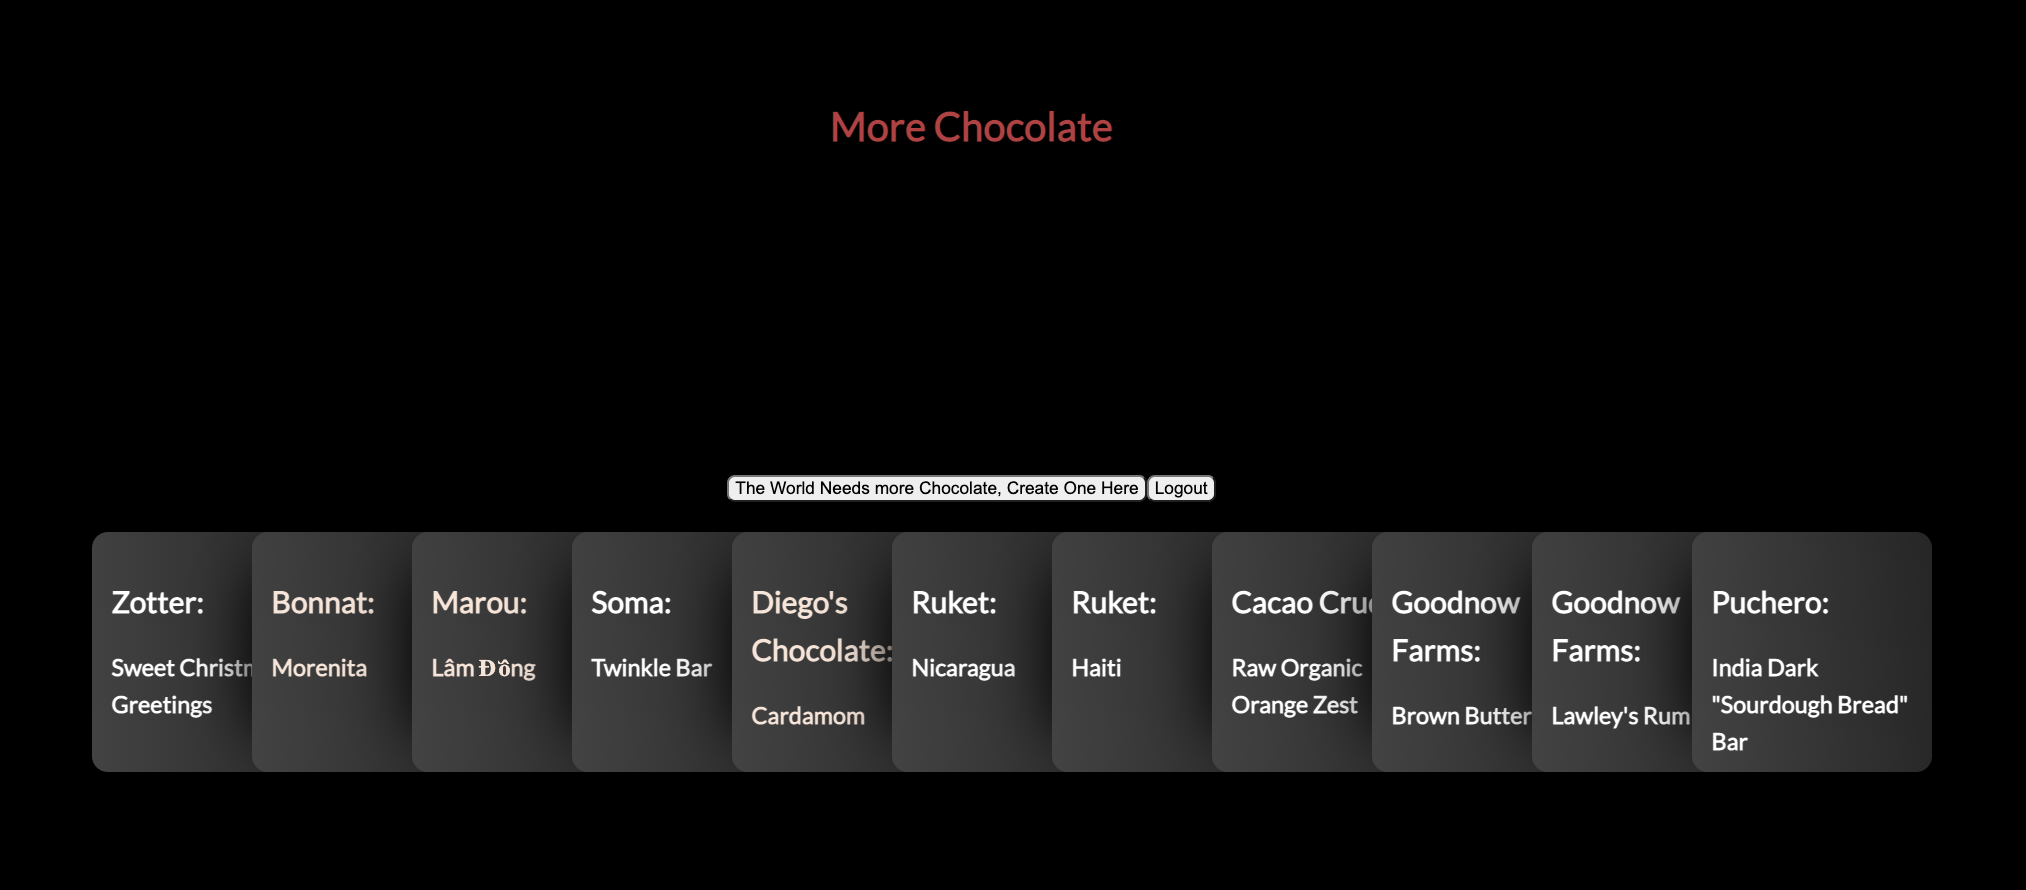 More Chocolate
The World Needs more Chocolate, Create One Here
Logout
Zotter:
Sweet
Greetings
Bonnat:
Morenita
Marou:
Lâm Đồng
Soma:
Twinkle Bar
Diego's
Chocolate:
Cardamom
Ruket:
Nicaragua
Ruket:
Haiti
Cacao
Raw Organic
Orange Zest
Goodnow
Farms:
Brown Butter
Goodnow
Farms:
Lawley's Rum
Puchero:
India Dark
"Sourdough Bread"
Bar